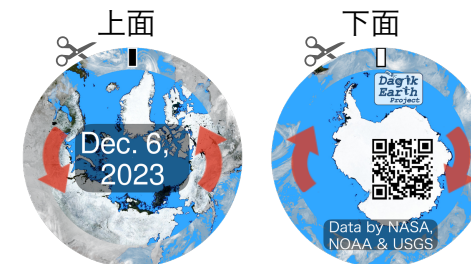 上面
下面
Dagik
Earth
Project
Dec. 6,
2023
Data by NASA,
NOAA & USGS